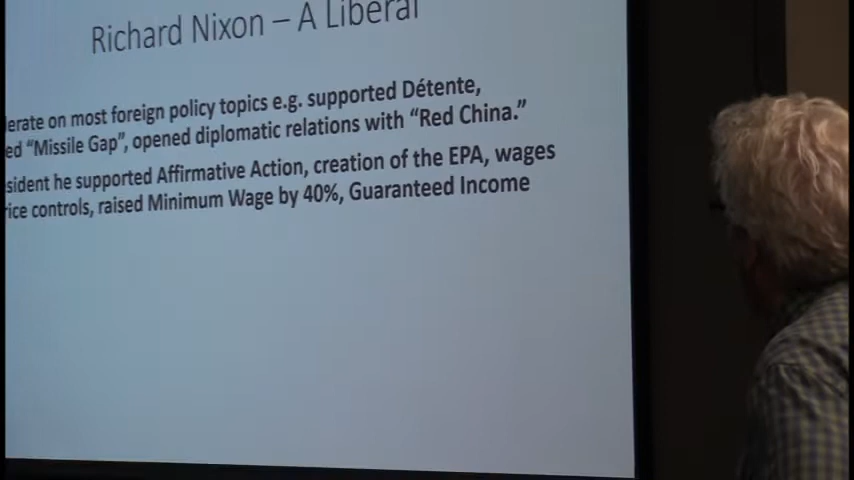 Richard Nixon – A Liberal
erate on most foreign policy topics e.g. supported Détente,
ed “Missile Gap”, opened diplomatic relations with “Red China.”
sident he supported Affirmative Action, creation of the EPA, wages
rice controls, raised Minimum Wage by 40%, Guaranteed Income